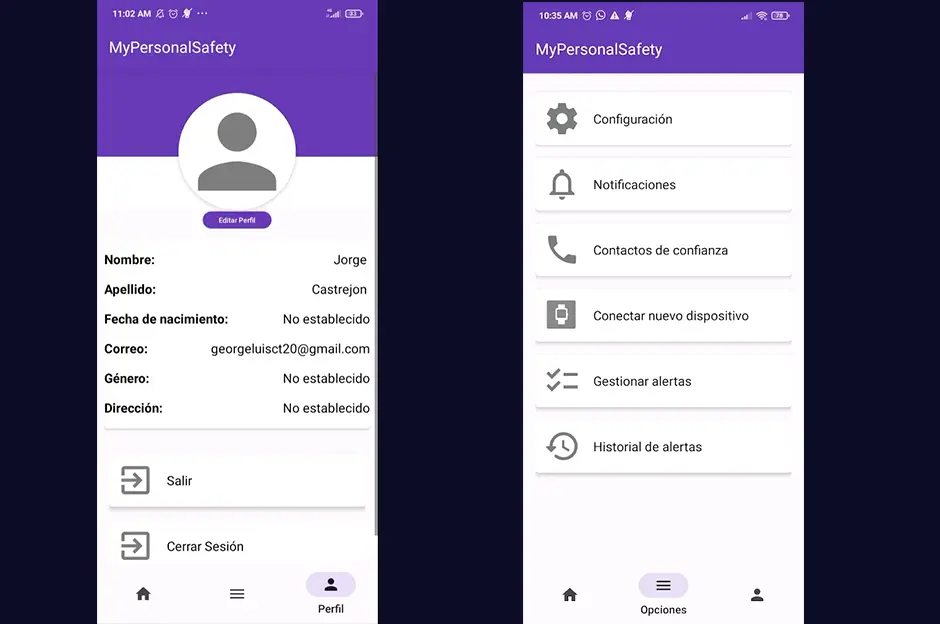 11:02 AM
31
MyPersonalSafety
Editar Perfil
Nombre: Jorge
Apellido: Castrejon
Fecha de nacimiento: No establecido
Correo: georgeluisct20@gmail.com
Género: No establecido
Dirección: No establecido
Salir
Cerrar Sesión
Perfil
10:35 AM
78
MyPersonalSafety
Configuración
Notificaciones
Contactos de confianza
Conectar nuevo dispositivo
Gestionar alertas
Historial de alertas
Opciones